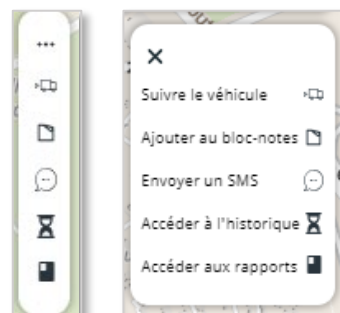 Suivre le véhicule
Ajouter au bloc-notes
Envoyer un SMS
Accéder à l'historique
Accéder aux rapports